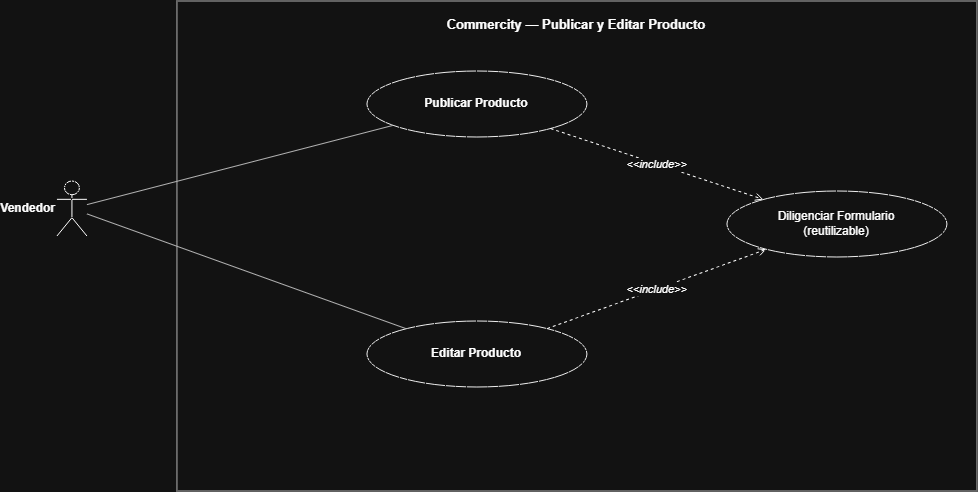 Commercity — Publicar y Editar Producto
Publicar Producto
<<include>>
Vendedor
Diligenciar Formulario
(reutilizable)
<<include>>
Editar Producto